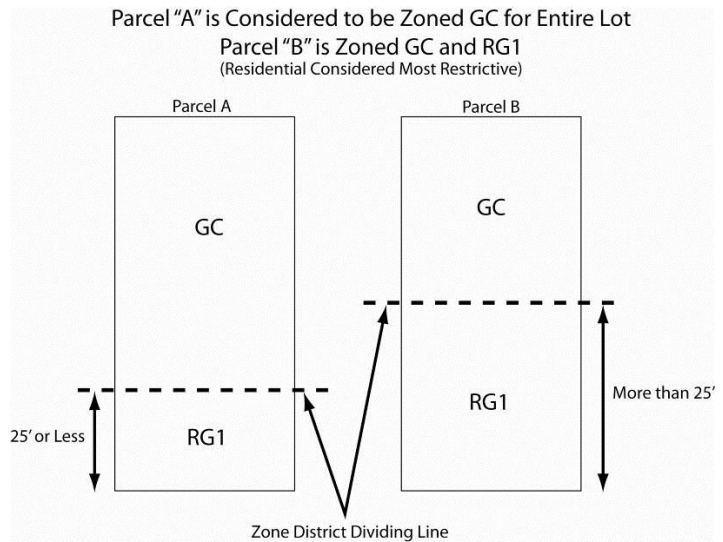 Parcel “A” is Considered to be Zoned GC for Entire Lot
Parcel “B” is Zoned GC and RG1
(Residential Considered Most Restrictive)
Parcel A
Parcel B
GC
GC
RG1
RG1
25’ or Less
More than 25’
Zone District Dividing Line